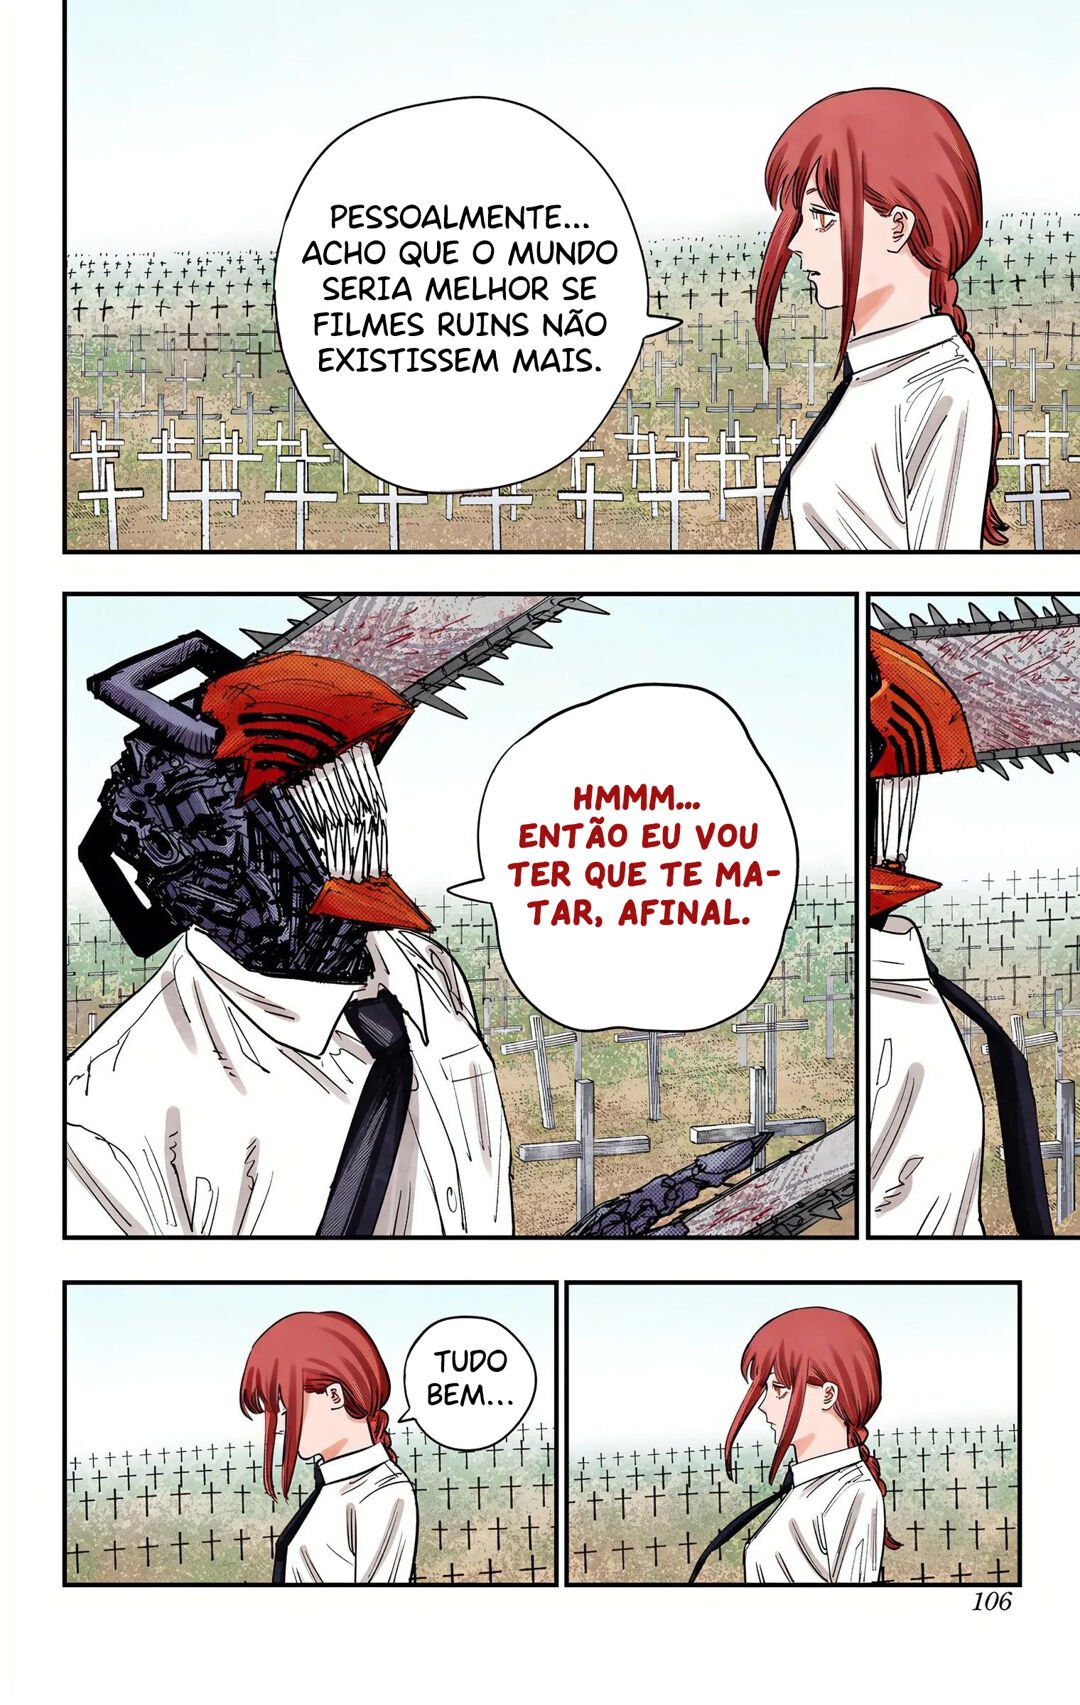 PESSOALMENTE...
ACHO QUE O MUNDO
SERIA MELHOR SE
FILMES RUINS NÃO
EXISTISSEM MAIS.
HMMM...
ENTÃO EU VOU
TER QUE TE MA-
TAR, AFINAL.
TUDO
BEM...
106